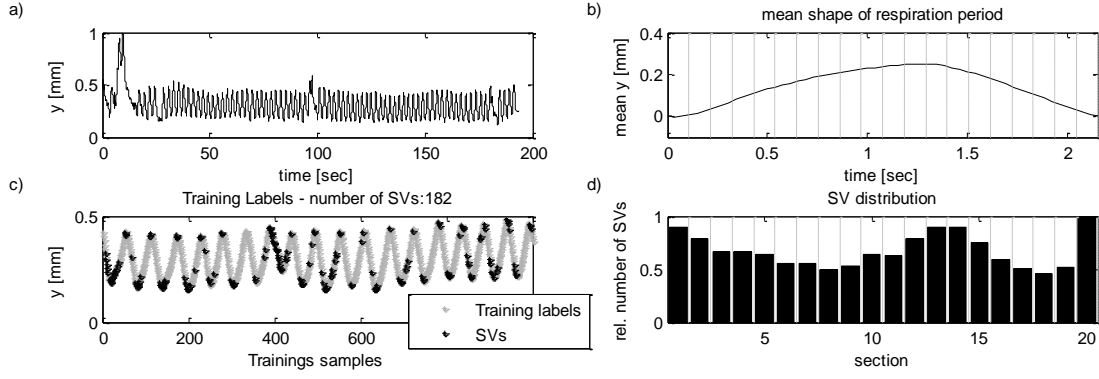 a)
y [mm]
1
0.5
0
0 50 100 150 200
time [sec]
b)
mean shape of respiration period
mean y [mm]
0.4
0.2
0
0 0.5 1 1.5 2
time [sec]
c)
Training Labels - number of SVs:182
y [mm]
0.5
0
0 200 400 600
Trainings samples
Training labels
SVs
d)
SV distribution
rel. number of SVs
1
0.5
0
5 10 15 20
section